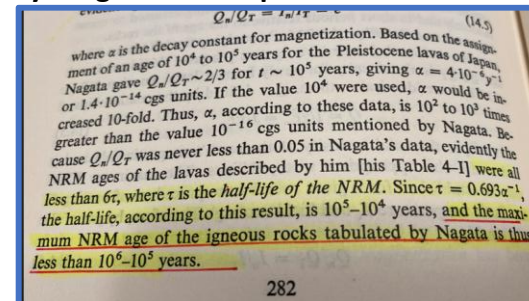 Qn/QT = In/IT = e
(14.5)
where α is the decay constant for magnetization. Based on the assign-
ment of an age of 10⁴ to 10⁵ years for the Pleistocene lavas of Japan,
Nagata gave Qn/QT~2/3 for t ~ 10⁵ years, giving α = 4·10⁻⁶y⁻¹
or 1.4·10⁻¹⁴ cgs units. If the value 10⁴ were used, α would be in-
creased 10-fold. Thus, α, according to these data, is 10² to 10³ times
greater than the value 10⁻¹⁶ cgs units mentioned by Nagata. Be-
cause Qn/QT was never less than 0.05 in Nagata's data, evidently the
NRM ages of the lavas described by him [his Table 4-I] were all
less than 6τ, where τ is the half-life of the NRM. Since τ = 0.693α⁻¹,
the half-life, according to this result, is 10⁵–10⁴ years, and the maxi-
mum NRM age of the igneous rocks tabulated by Nagata is thus
less than 10⁶–10⁵ years.
282